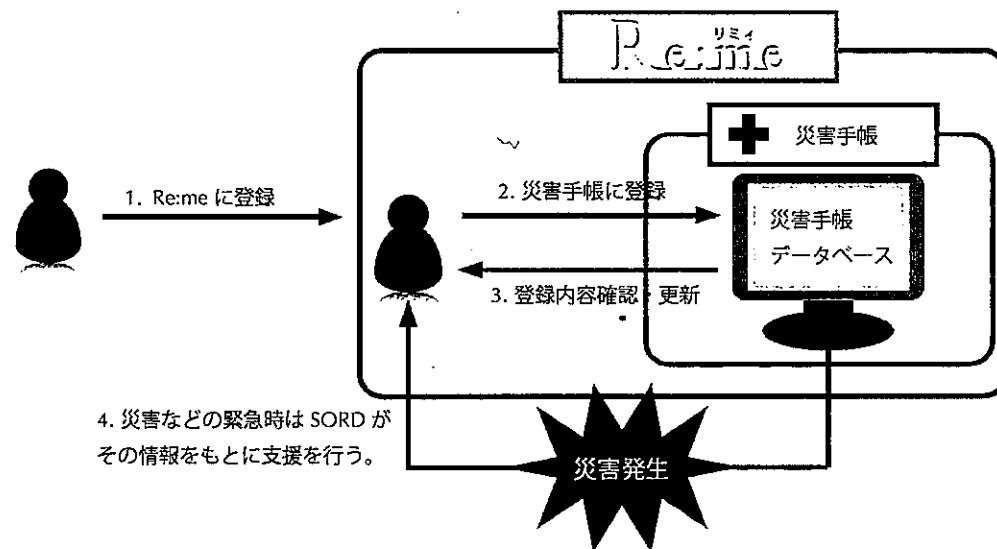 リミィ
Re:me
災害手帳
1. Re:me に登録
2. 災害手帳に登録
災害手帳
データベース
3. 登録内容確認・更新
4. 災害などの緊急時は SORD が
その情報をもとに支援を行う。
災害発生